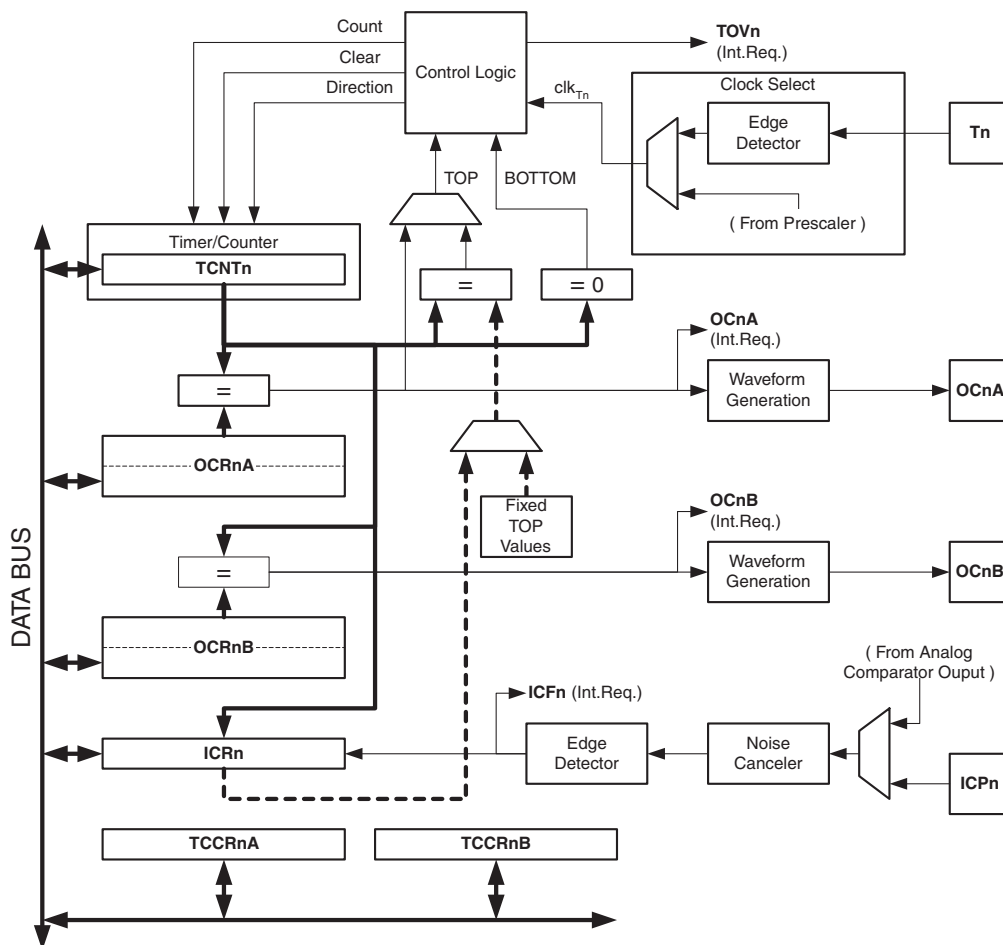 Count
Clear
Direction
Control Logic
TOVn
(Int.Req.)
Clock Select
clkTn
Edge
Detector
Tn
( From Prescaler )
TOP
BOTTOM
Timer/Counter
TCNTn
=
= 0
OCnA
(Int.Req.)
=
Waveform
Generation
OCnA
OCRnA
Fixed
TOP
Values
OCnB
(Int.Req.)
=
Waveform
Generation
OCnB
OCRnB
DATA BUS
( From Analog
Comparator Ouput )
ICFn (Int.Req.)
ICRn
Edge
Detector
Noise
Canceler
ICPn
TCCRnA
TCCRnB